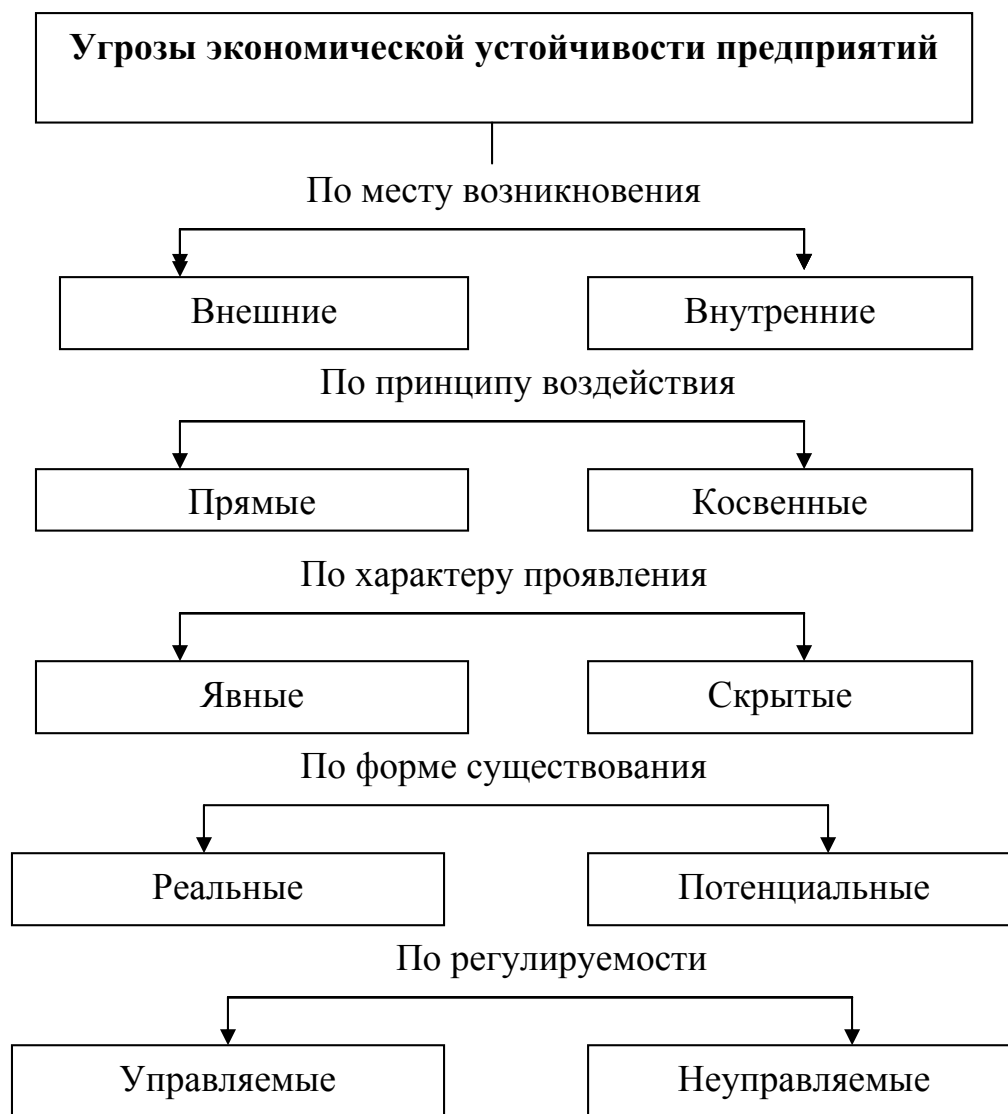 Угрозы экономической устойчивости предприятий
По месту возникновения
Внешние
Внутренние
По принципу воздействия
Прямые
Косвенные
По характеру проявления
Явные
Скрытые
По форме существования
Реальные
Потенциальные
По регулируемости
Управляемые
Неуправляемые